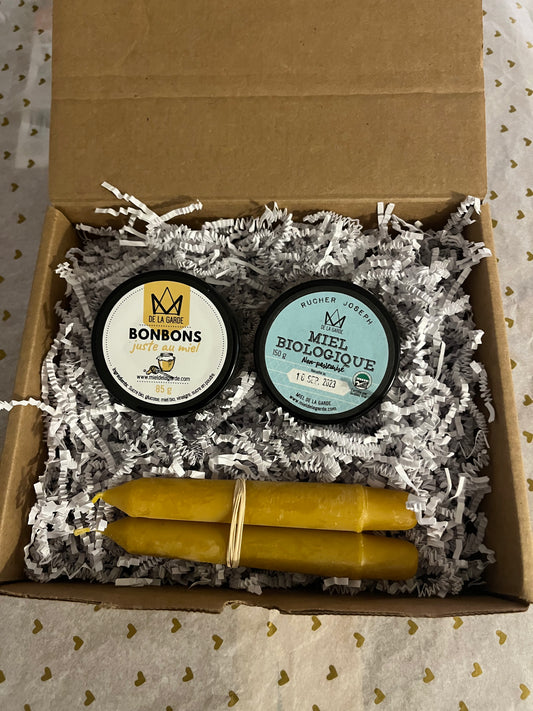 DE LA GARDE
BONBONS
juste au miel
www.mieldelagarde.com
85 g
RUCHER JOSEPH
DE LA GARDE
MIEL
BIOLOGIQUE
150 g
Non-pasteurisé
18 SEP. 2023
MIEL DE LA GARDE
www.mieldelagarde.com